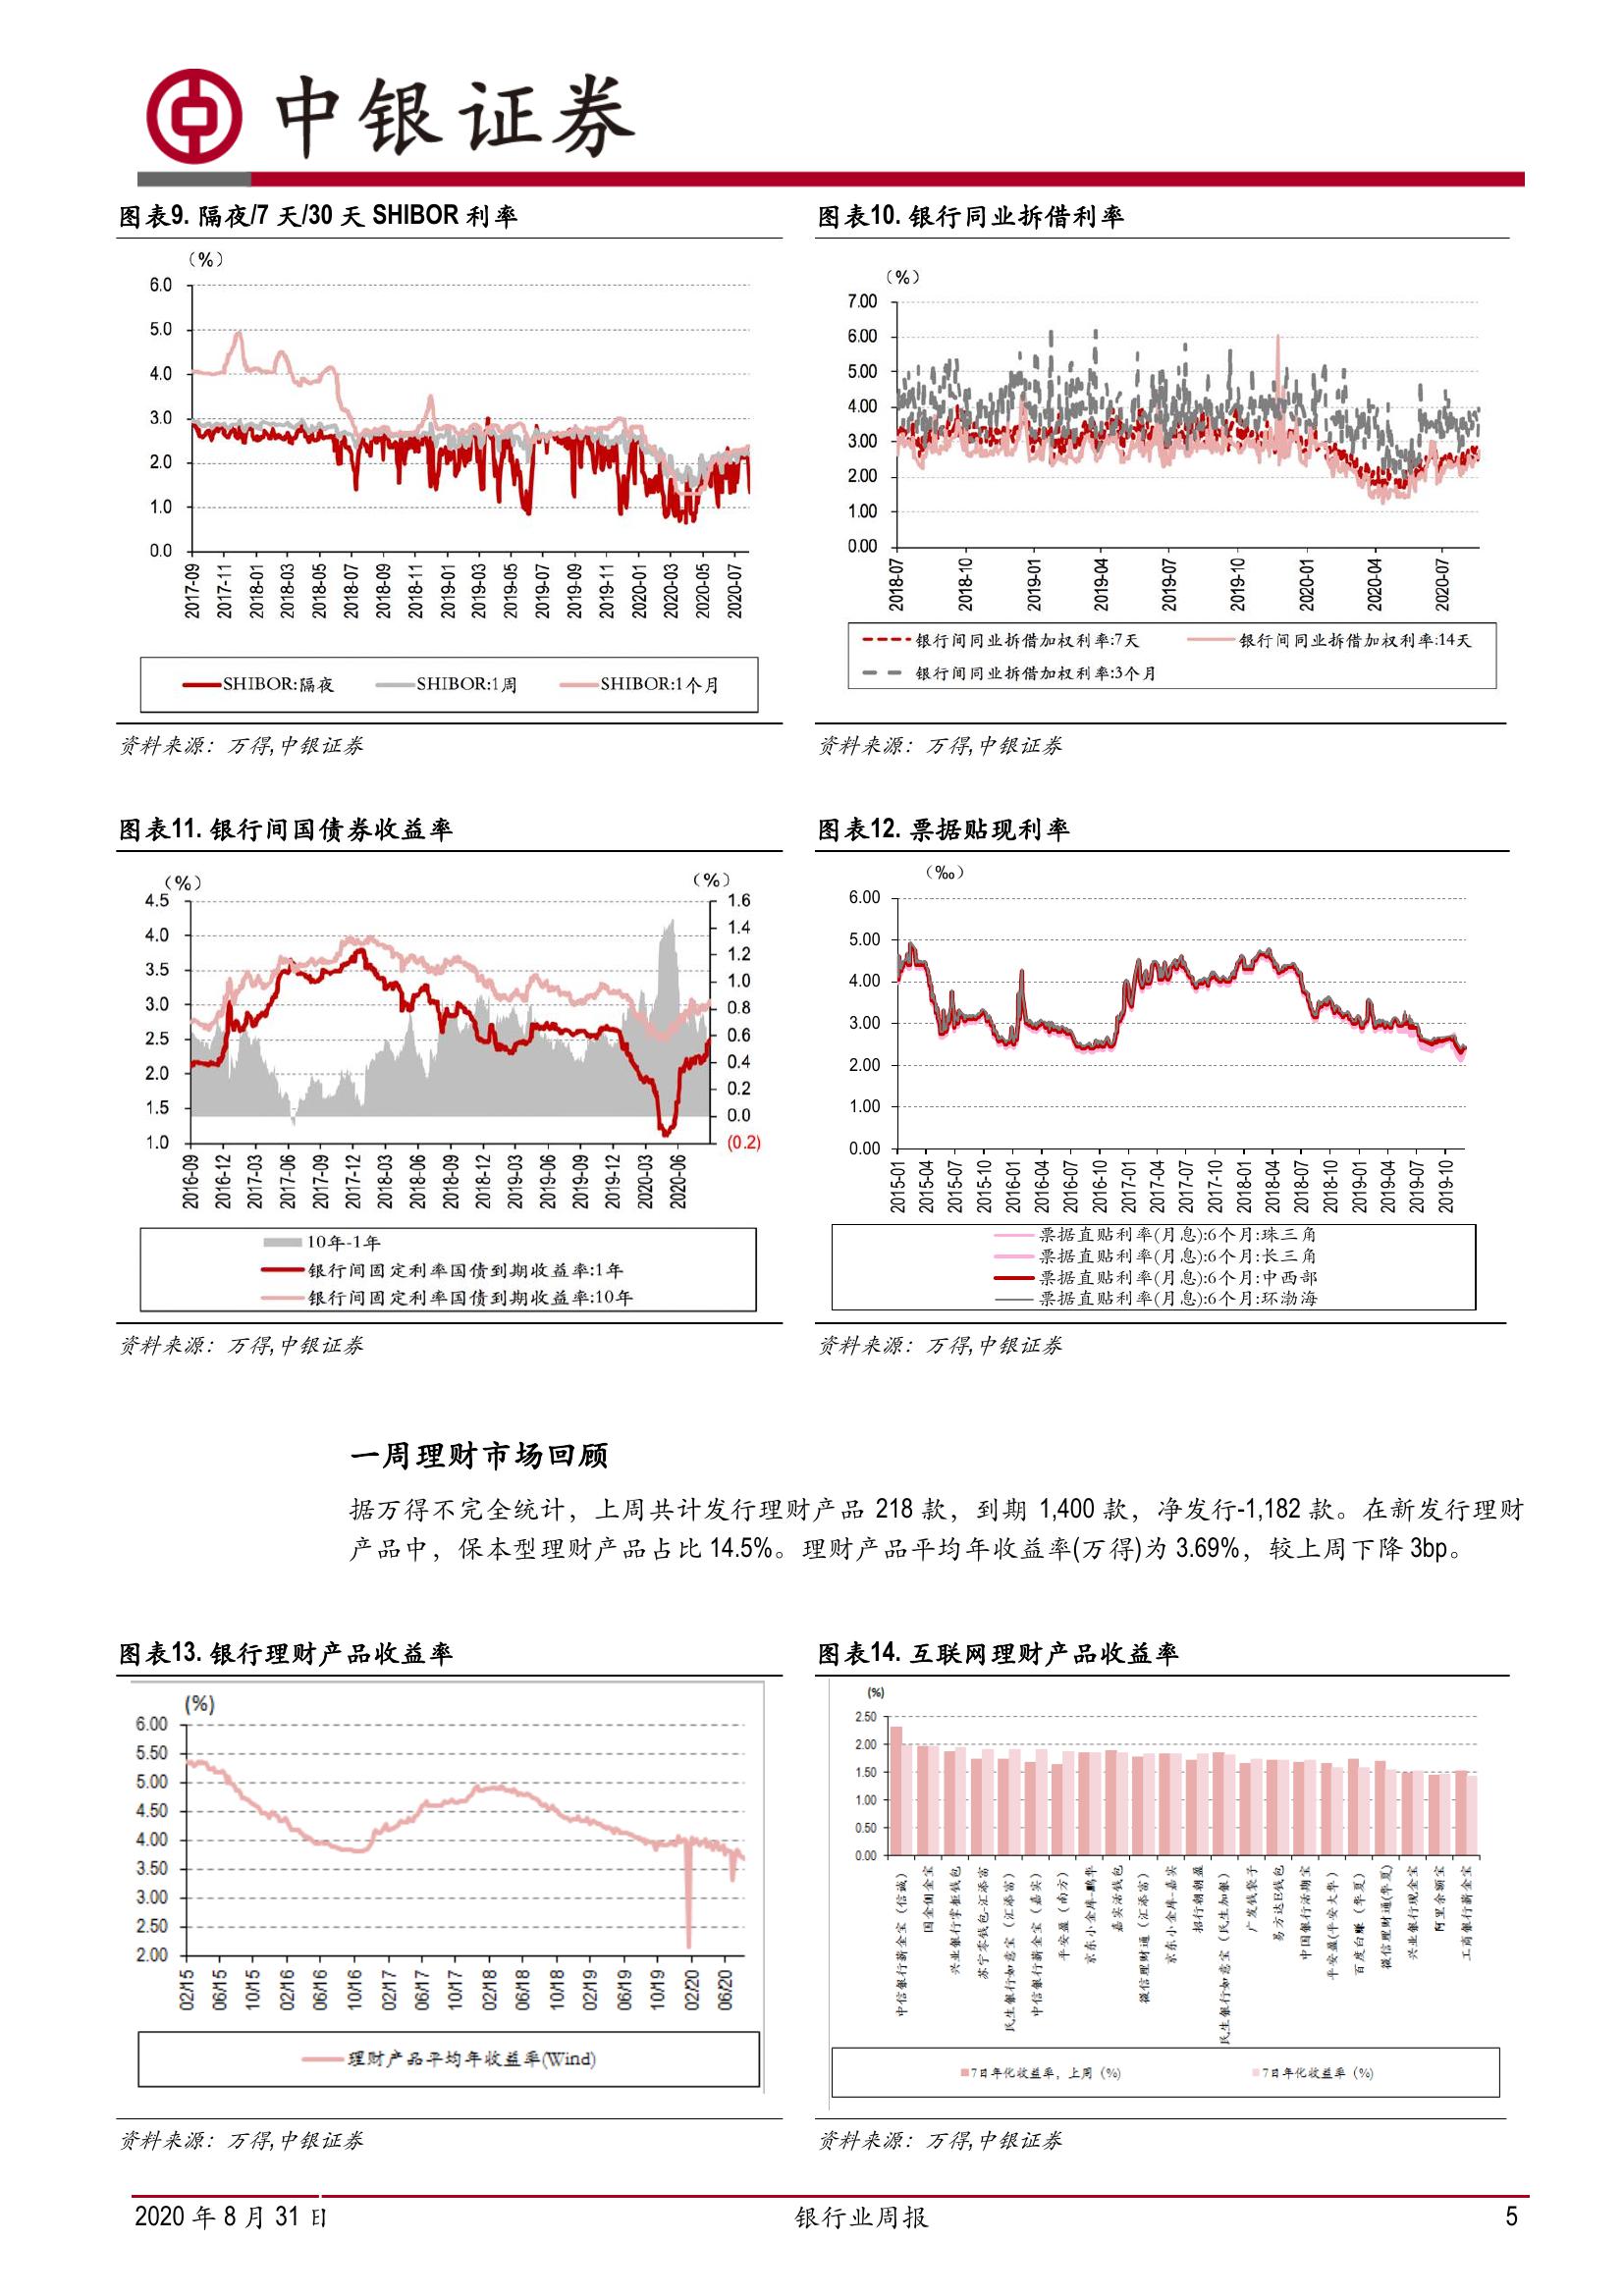 中银证券
图表9. 隔夜/7 天/30 天 SHIBOR 利率
（%）
6.0
5.0
4.0
3.0
2.0
1.0
0.0
2017-09
2017-11
2018-01
2018-03
2018-05
2018-07
2018-09
2018-11
2019-01
2019-03
2019-05
2019-07
2019-09
2019-11
2020-01
2020-03
2020-05
2020-07
SHIBOR:隔夜 SHIBOR:1周 SHIBOR:1个月
资料来源：万得,中银证券
图表10. 银行同业拆借利率
（%）
7.00
6.00
5.00
4.00
3.00
2.00
1.00
0.00
2018-07
2018-10
2019-01
2019-04
2019-07
2019-10
2020-01
2020-04
2020-07
银行间同业拆借加权利率:7天 银行间同业拆借加权利率:14天
银行间同业拆借加权利率:3个月
资料来源：万得,中银证券
图表11. 银行间国债券收益率
（%）
4.5
4.0
3.5
3.0
2.5
2.0
1.5
1.0
（%）
1.6
1.4
1.2
1.0
0.8
0.6
0.4
0.2
0.0
(0.2)
2016-09
2016-12
2017-03
2017-06
2017-09
2017-12
2018-03
2018-06
2018-09
2018-12
2019-03
2019-06
2019-09
2019-12
2020-03
2020-06
10年-1年
银行间固定利率国债到期收益率:1年
银行间固定利率国债到期收益率:10年
资料来源：万得,中银证券
图表12. 票据贴现利率
（‰）
6.00
5.00
4.00
3.00
2.00
1.00
0.00
2015-01
2015-04
2015-07
2015-10
2016-01
2016-04
2016-07
2016-10
2017-01
2017-04
2017-07
2017-10
2018-01
2018-04
2018-07
2018-10
2019-01
2019-04
2019-07
2019-10
票据直贴利率(月息):6个月:珠三角
票据直贴利率(月息):6个月:长三角
票据直贴利率(月息):6个月:中西部
票据直贴利率(月息):6个月:环渤海
资料来源：万得,中银证券
一周理财市场回顾
据万得不完全统计，上周共计发行理财产品 218 款，到期 1,400 款，净发行-1,182 款。在新发行理财
产品中，保本型理财产品占比 14.5%。理财产品平均年收益率(万得)为 3.69%，较上周下降 3bp。
图表13. 银行理财产品收益率
(%)
6.00
5.50
5.00
4.50
4.00
3.50
3.00
2.50
2.00
02/15
06/15
10/15
02/16
06/16
10/16
02/17
06/17
10/17
02/18
06/18
10/18
02/19
06/19
10/19
02/20
06/20
理财产品平均年收益率(Wind)
资料来源：万得,中银证券
图表14. 互联网理财产品收益率
(%)
2.50
2.00
1.50
1.00
0.50
0.00
中信银行薪金宝（信诚）
国金佣金宝
兴业银行掌柜钱包
苏宁零钱包-汇添富
民生银行如意宝（汇添富）
中信银行薪金宝（嘉实）
平安盈（南方）
京东小金库-鹏华
嘉实活钱包
微信理财通（汇添富）
京东小金库-嘉实
招行朝朝盈
民生银行如意宝（民生加银）
广发钱袋子
易方达E钱包
中国银行活期宝
平安盈(平安大华)
百度百赚（华夏）
微信理财通(华夏)
兴业银行现金宝
阿里余额宝
工商银行薪金宝
7日年化收益率，上周（%） 7日年化收益率（%）
资料来源：万得,中银证券
2020 年 8 月 31 日 银行业周报 5